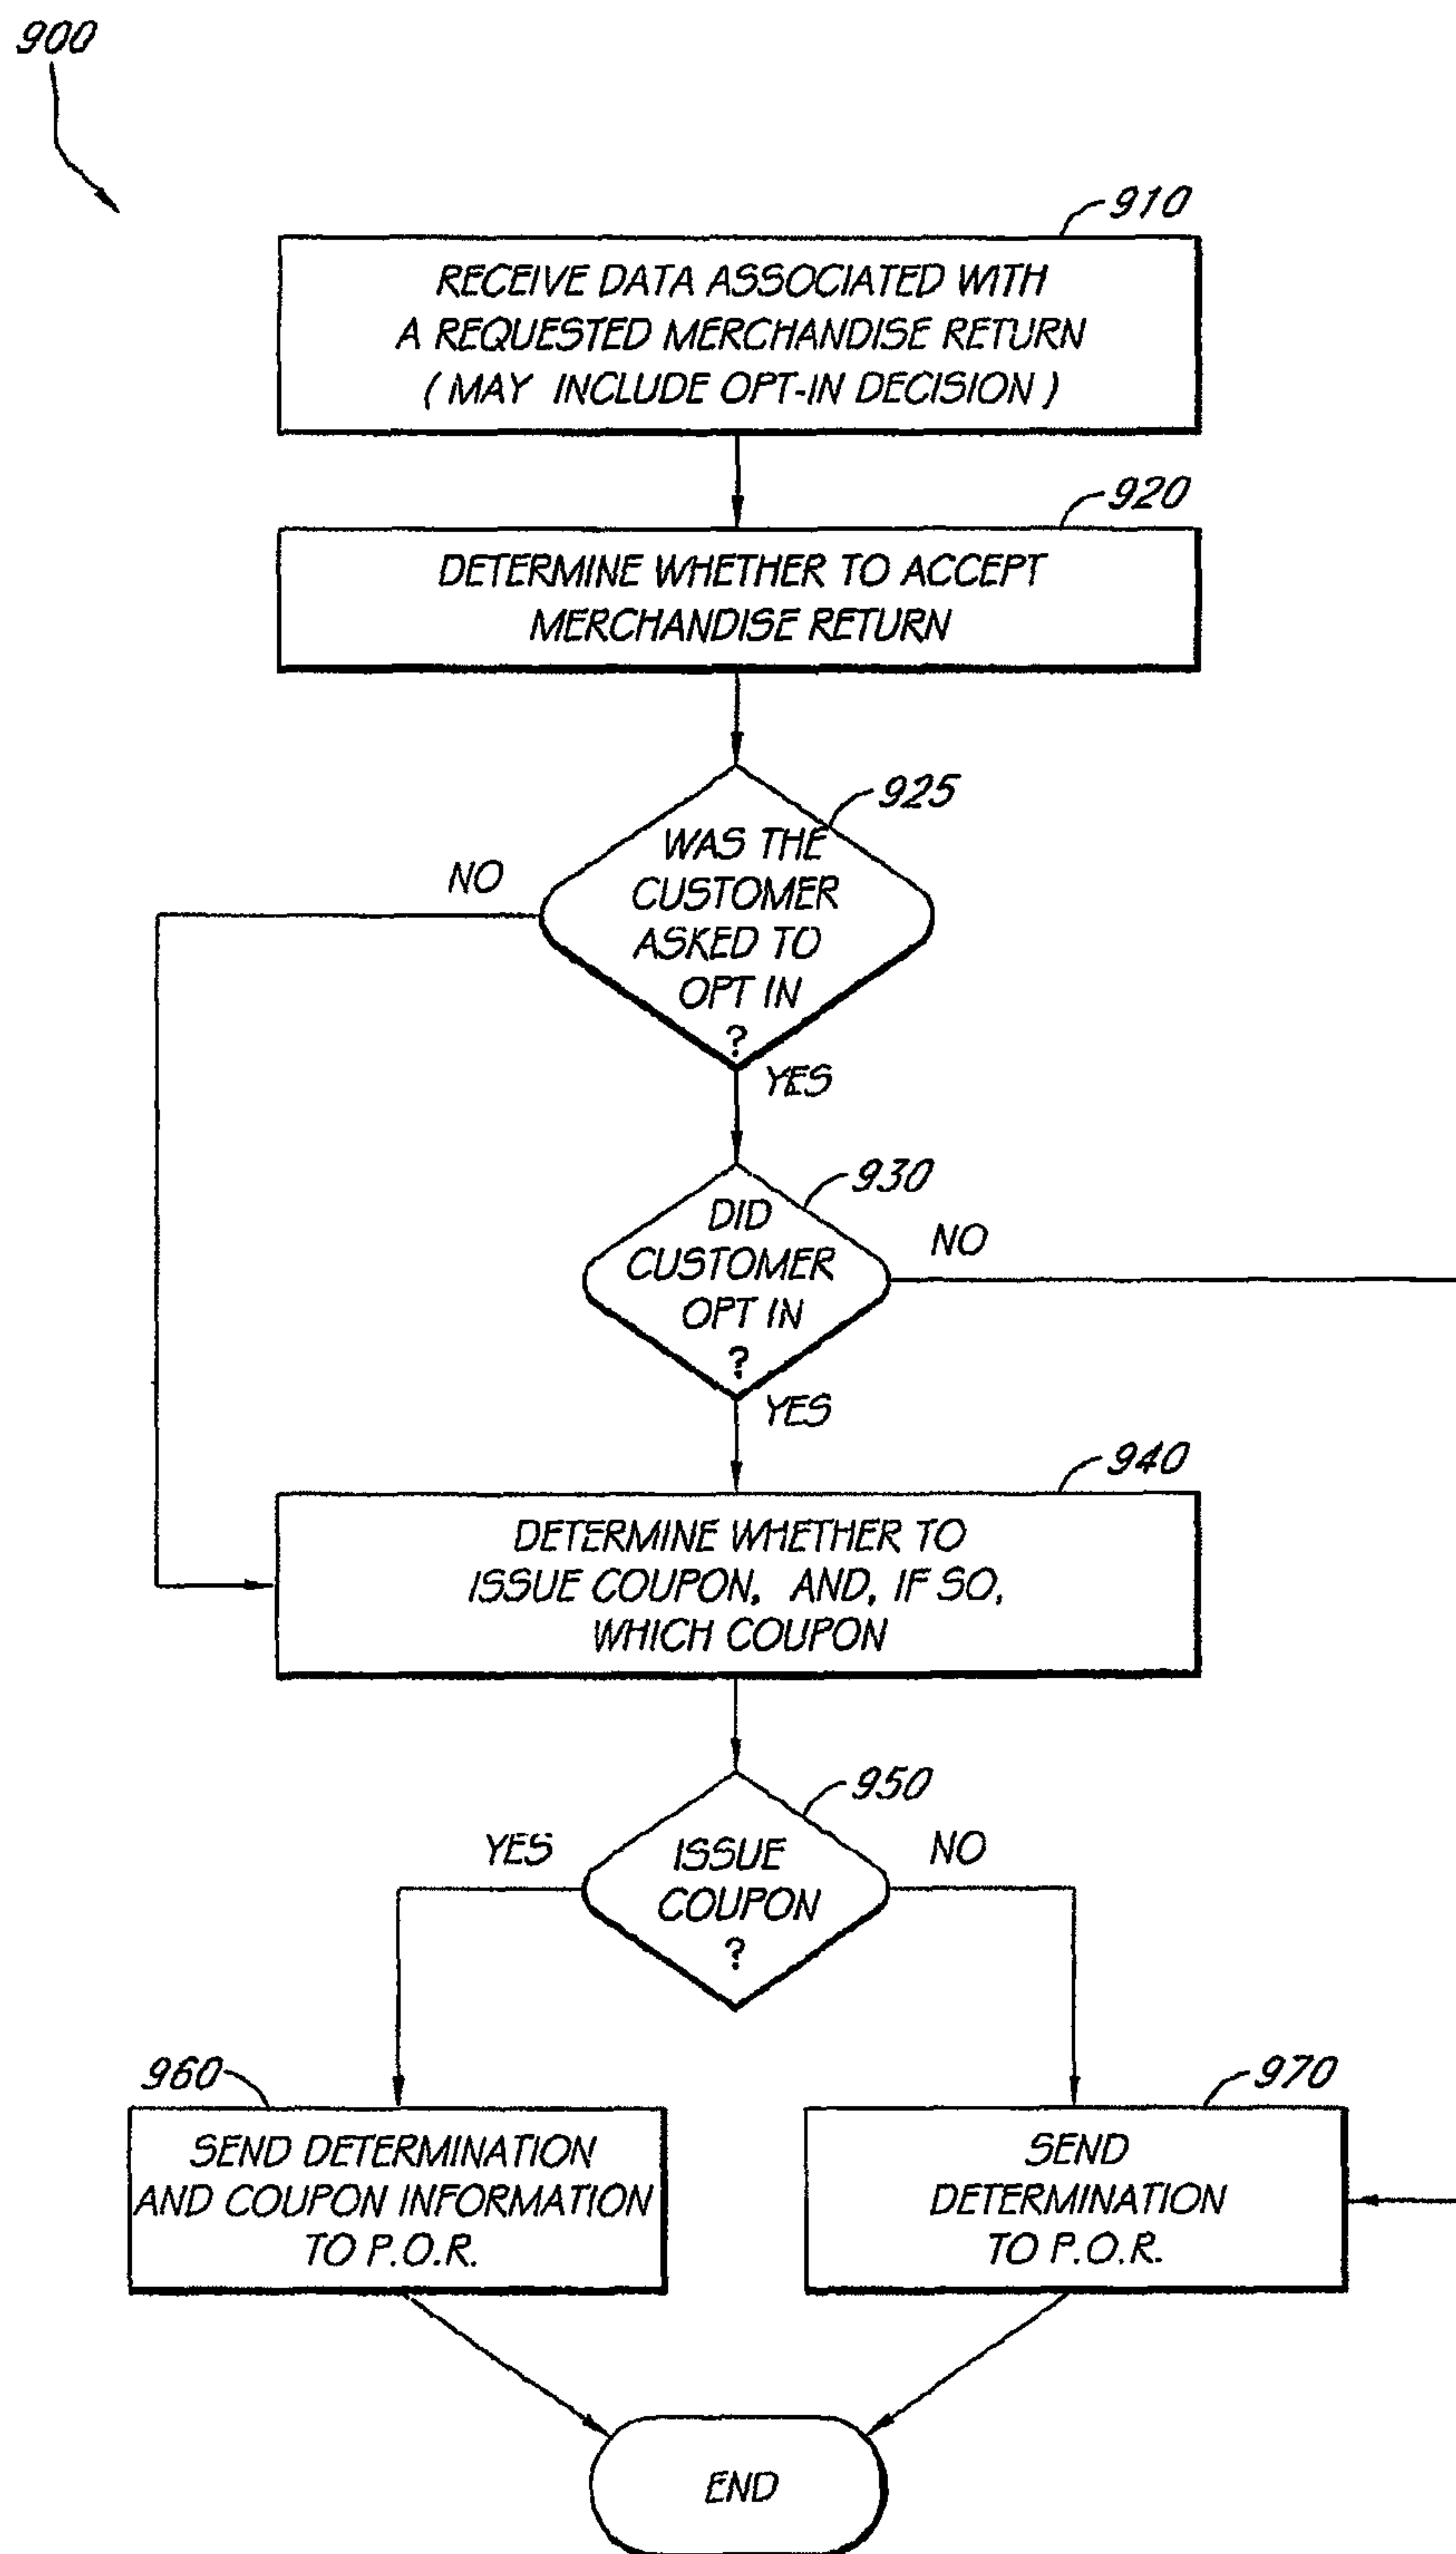 900
910
RECEIVE DATA ASSOCIATED WITH
A REQUESTED MERCHANDISE RETURN
( MAY INCLUDE OPT-IN DECISION )
920
DETERMINE WHETHER TO ACCEPT
MERCHANDISE RETURN
925
WAS THE
CUSTOMER
ASKED TO
OPT IN
?
NO
YES
930
DID
CUSTOMER
OPT IN
?
NO
YES
940
DETERMINE WHETHER TO
ISSUE COUPON, AND, IF SO,
WHICH COUPON
950
ISSUE
COUPON
?
YES
NO
960
SEND DETERMINATION
AND COUPON INFORMATION
TO P.O.R.
970
SEND
DETERMINATION
TO P.O.R.
END